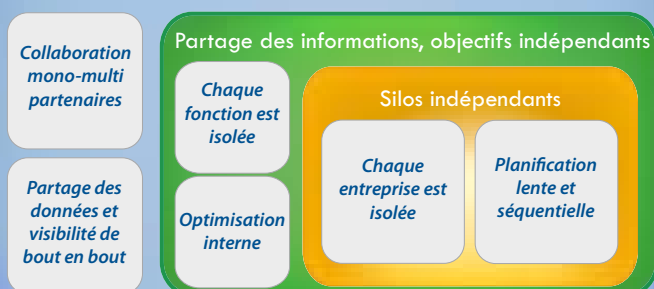 Collaboration
mono-multi
partenaires
Partage des
données et
visibilité de
bout en bout
Partage des informations, objectifs indépendants
Chaque
fonction est
isolée
Optimisation
interne
Silos indépendants
Chaque
entreprise est
isolée
Planification
lente et
séquentielle